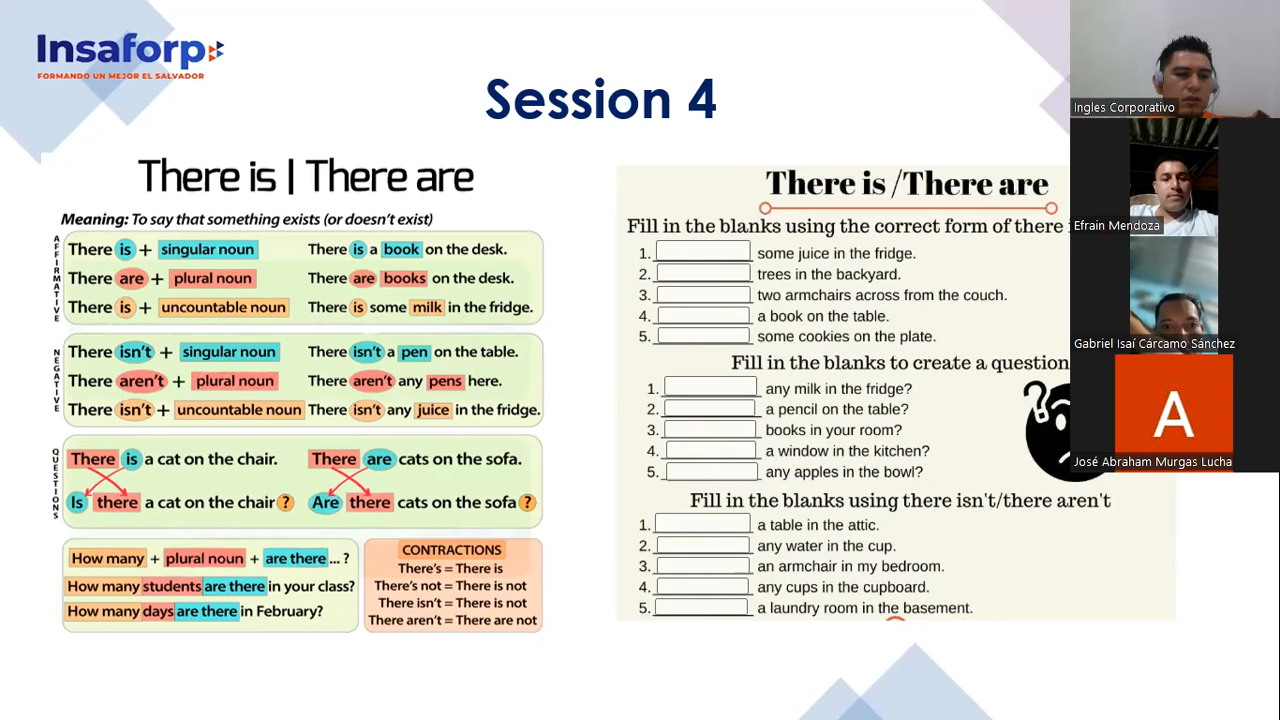 Insaforp
FORMANDO UN MEJOR EL SALVADOR
Session 4
There is | There are
Meaning: To say that something exists (or doesn't exist)
AFFIRMATIVE
There is + singular noun There is a book on the desk.
There are + plural noun There are books on the desk.
There is + uncountable noun There is some milk in the fridge.
NEGATIVE
There isn't + singular noun There isn't a pen on the table.
There aren't + plural noun There aren't any pens here.
There isn't + uncountable noun There isn't any juice in the fridge.
QUESTIONS
There is a cat on the chair. There are cats on the sofa.
Is there a cat on the chair ? Are there cats on the sofa ?
How many + plural noun + are there ... ?
How many students are there in your class?
How many days are there in February?
CONTRACTIONS
There's = There is
There's not = There is not
There isn't = There is not
There aren't = There are not
There is /There are
Fill in the blanks using the correct form of there
1. some juice in the fridge.
2. trees in the backyard.
3. two armchairs across from the couch.
4. a book on the table.
5. some cookies on the plate.
Fill in the blanks to create a question
1. any milk in the fridge?
2. a pencil on the table?
3. books in your room?
4. a window in the kitchen?
5. any apples in the bowl?
Fill in the blanks using there isn't/there aren't
1. a table in the attic.
2. any water in the cup.
3. an armchair in my bedroom.
4. any cups in the cupboard.
5. a laundry room in the basement.
Ingles Corporativo
Efrain Mendoza
Gabriel Isaí Cárcamo Sánchez
A
José Abraham Murgas Lucha